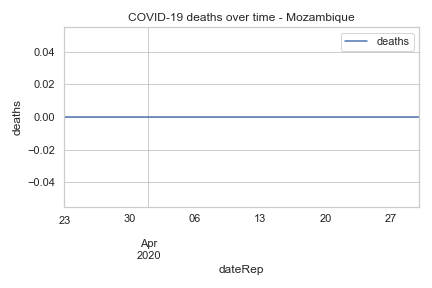 COVID-19 deaths over time - Mozambique
deaths
0.04
0.02
0.00
−0.02
−0.04
deaths
23
30
06
13
20
27
Apr
2020
dateRep